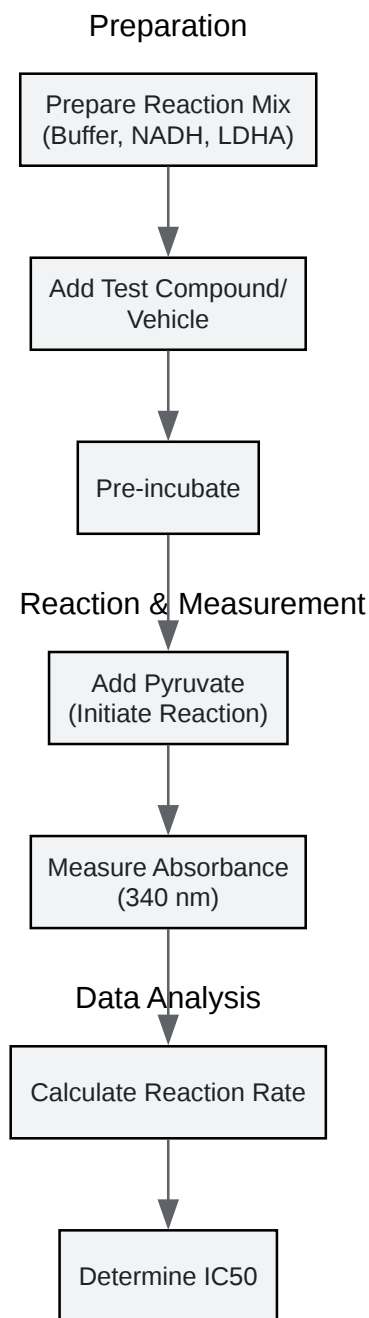 Preparation
Prepare Reaction Mix
(Buffer, NADH, LDHA)
Add Test Compound/
Vehicle
Pre-incubate
Reaction & Measurement
Add Pyruvate
(Initiate Reaction)
Measure Absorbance
(340 nm)
Data Analysis
Calculate Reaction Rate
Determine IC50